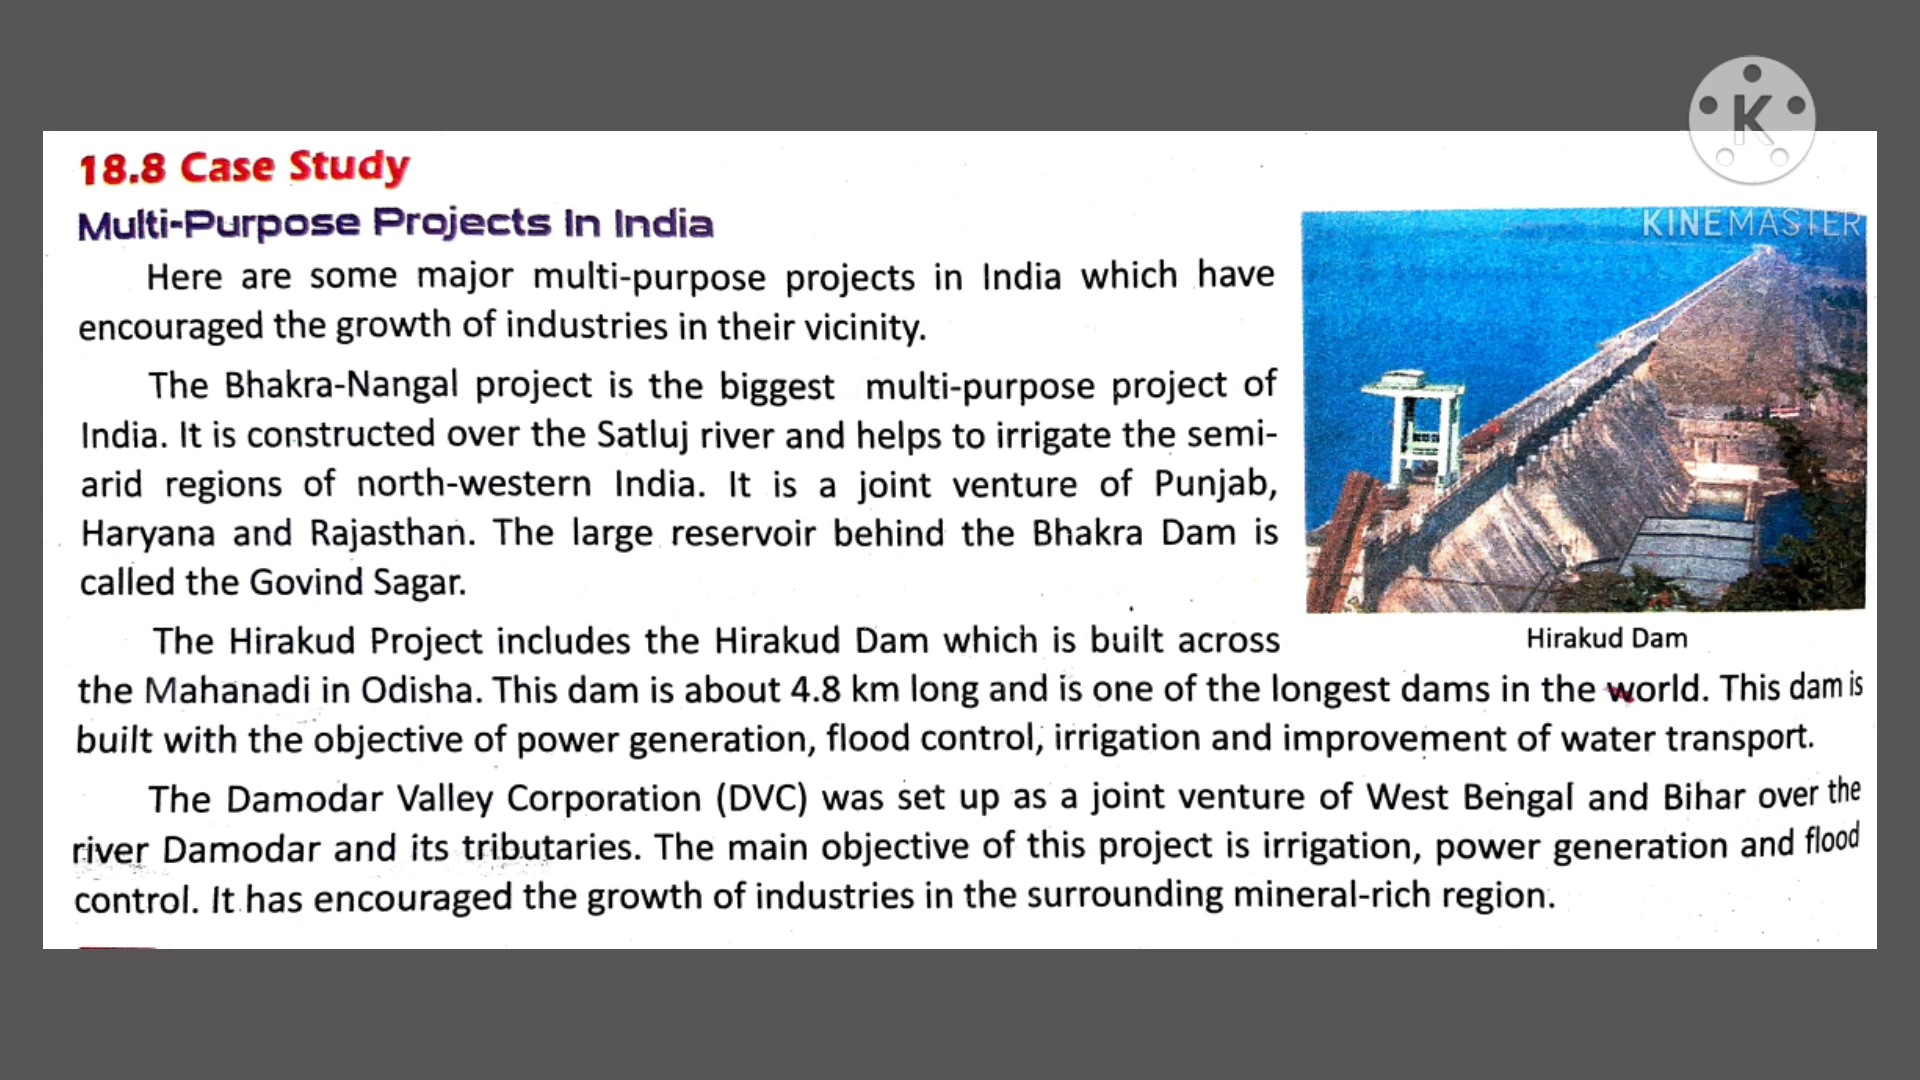 K
KINEMASTER
18.8 Case Study
Multi-Purpose Projects In India
Here are some major multi-purpose projects in India which have
encouraged the growth of industries in their vicinity.
The Bhakra-Nangal project is the biggest multi-purpose project of
India. It is constructed over the Satluj river and helps to irrigate the semi-
arid regions of north-western India. It is a joint venture of Punjab,
Haryana and Rajasthan. The large reservoir behind the Bhakra Dam is
called the Govind Sagar.
Hirakud Dam
The Hirakud Project includes the Hirakud Dam which is built across
the Mahanadi in Odisha. This dam is about 4.8 km long and is one of the longest dams in the world. This dam is
built with the objective of power generation, flood control, irrigation and improvement of water transport.
The Damodar Valley Corporation (DVC) was set up as a joint venture of West Bengal and Bihar over the
river Damodar and its tributaries. The main objective of this project is irrigation, power generation and flood
control. It has encouraged the growth of industries in the surrounding mineral-rich region.